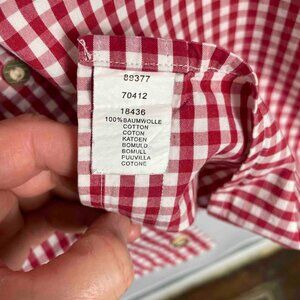 89377
70412
18436
100%BAUMWOLLE
COTTON
COTON
KATOEN
BOMULD
BOMULL
PUUVILLA
COTONE